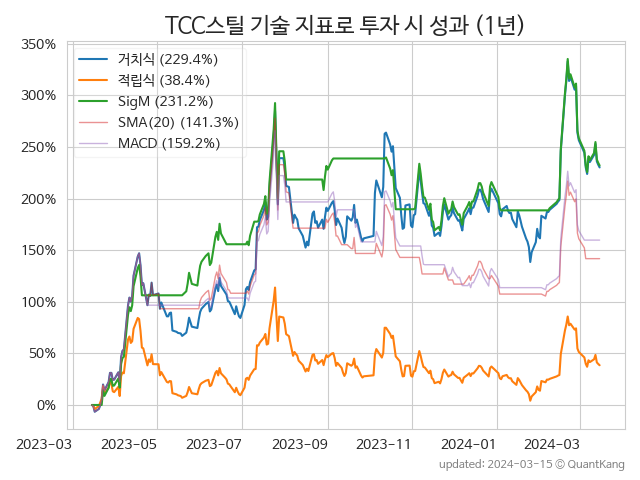 TCC스틸 기술 지표로 투자 시 성과 (1년)
350%
300%
250%
200%
150%
100%
50%
0%
거치식 (229.4%)
적립식 (38.4%)
SigM (231.2%)
SMA(20) (141.3%)
MACD (159.2%)
2023-03 2023-05 2023-07 2023-09 2023-11 2024-01 2024-03
updated: 2024-03-15 © QuantKang